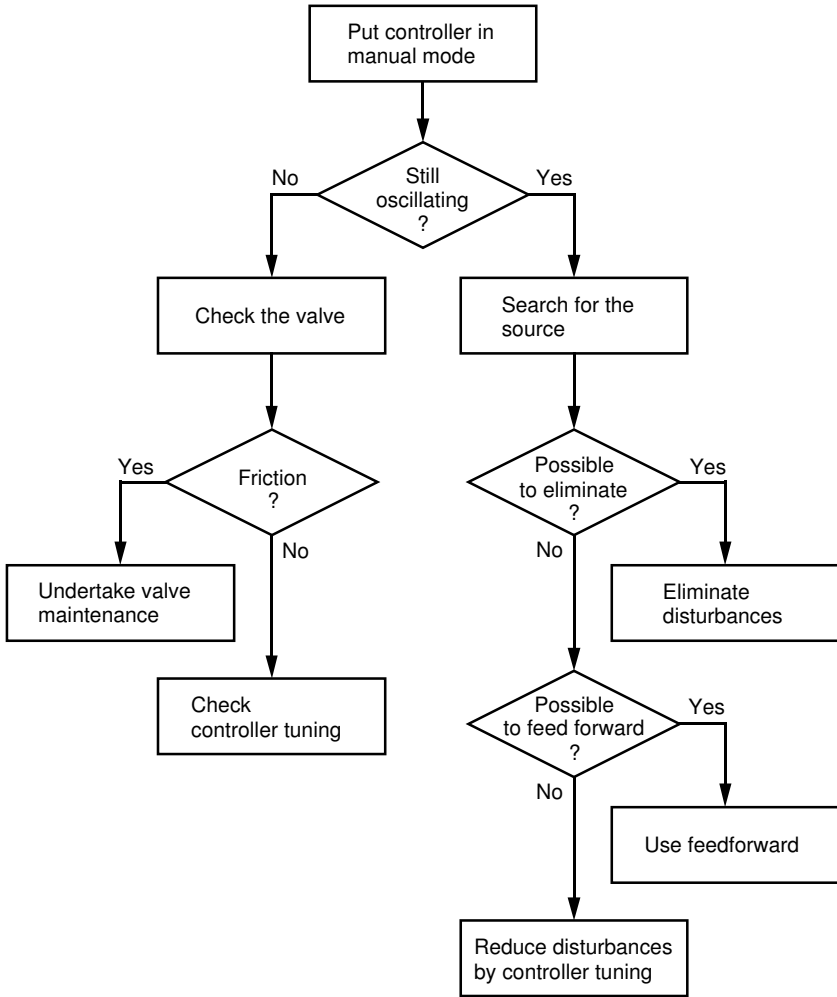 Put controller in
manual mode
No
Still
oscillating
?
Yes
Check the valve
Search for the
source
Yes
Friction
?
No
Possible
to eliminate
?
Yes
No
Undertake valve
maintenance
Eliminate
disturbances
Check
controller tuning
Possible
to feed forward
?
Yes
No
Use feedforward
Reduce disturbances
by controller tuning